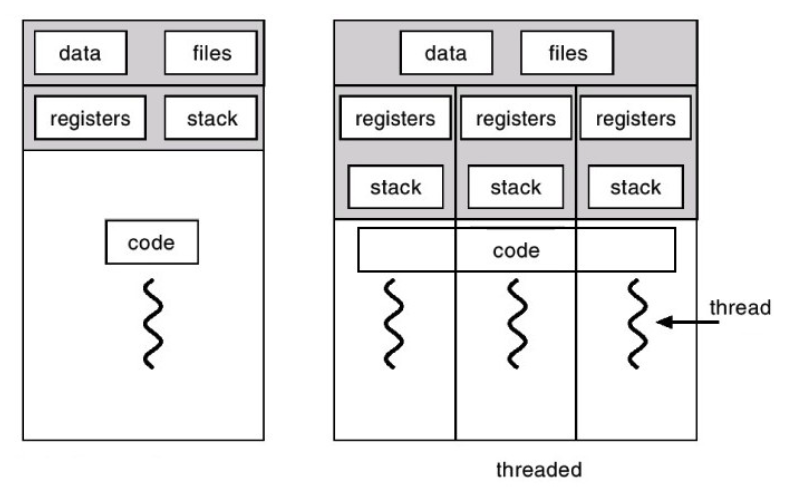 data files
registers stack
code
data files
registers registers registers
stack stack stack
code
thread
threaded